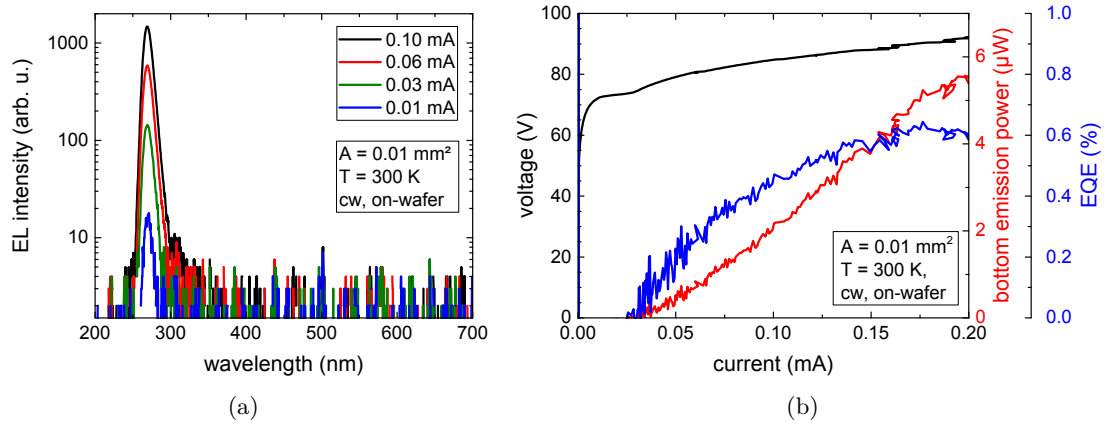 EL intensity (arb. u.)
1000
100
10
0.10 mA
0.06 mA
0.03 mA
0.01 mA
A = 0.01 mm²
T = 300 K
cw, on-wafer
200 300 400 500 600 700
wavelength (nm)
(a)
voltage (V)
100
80
60
40
20
0
A = 0.01 mm²
T = 300 K,
cw, on-wafer
0.00 0.05 0.10 0.15 0.20
current (mA)
6
4
2
0
bottom emission power (µW)
1.0
0.8
0.6
0.4
0.2
0.0
EQE (%)
(b)